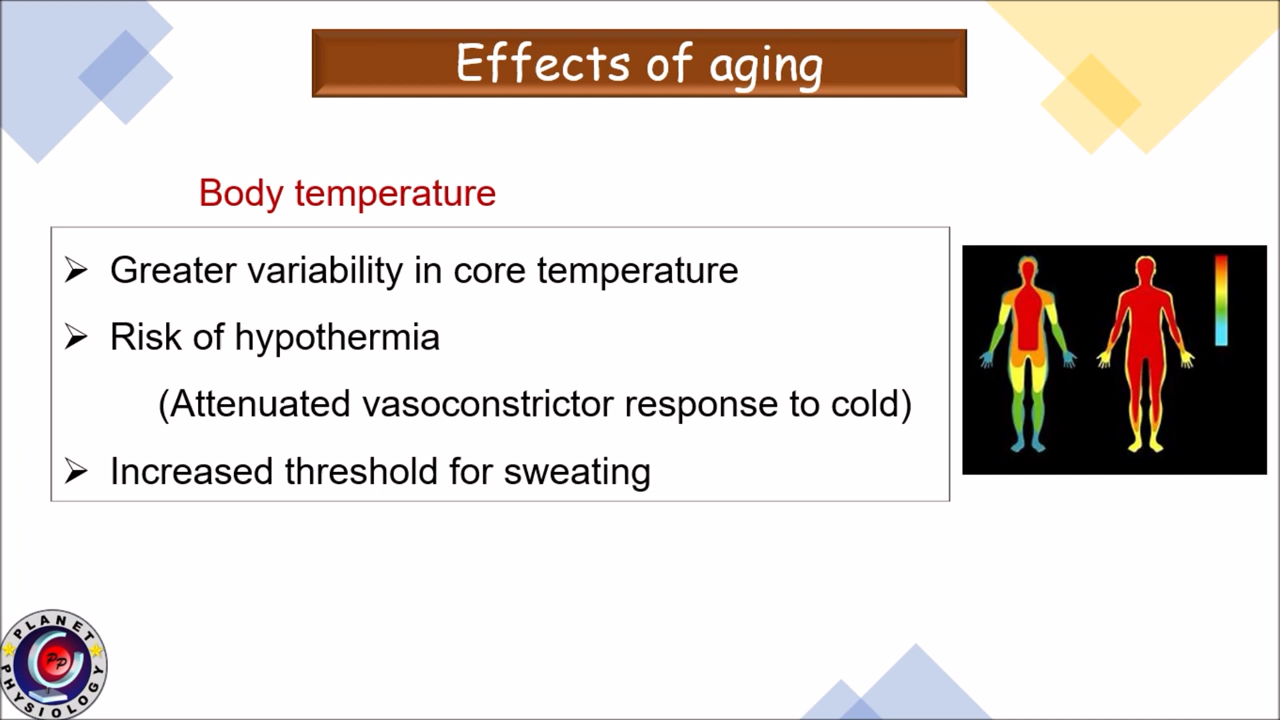 Effects of aging
Body temperature
➢ Greater variability in core temperature
➢ Risk of hypothermia
(Attenuated vasoconstrictor response to cold)
➢ Increased threshold for sweating
PLANET
PP
PHYSIOLOGY